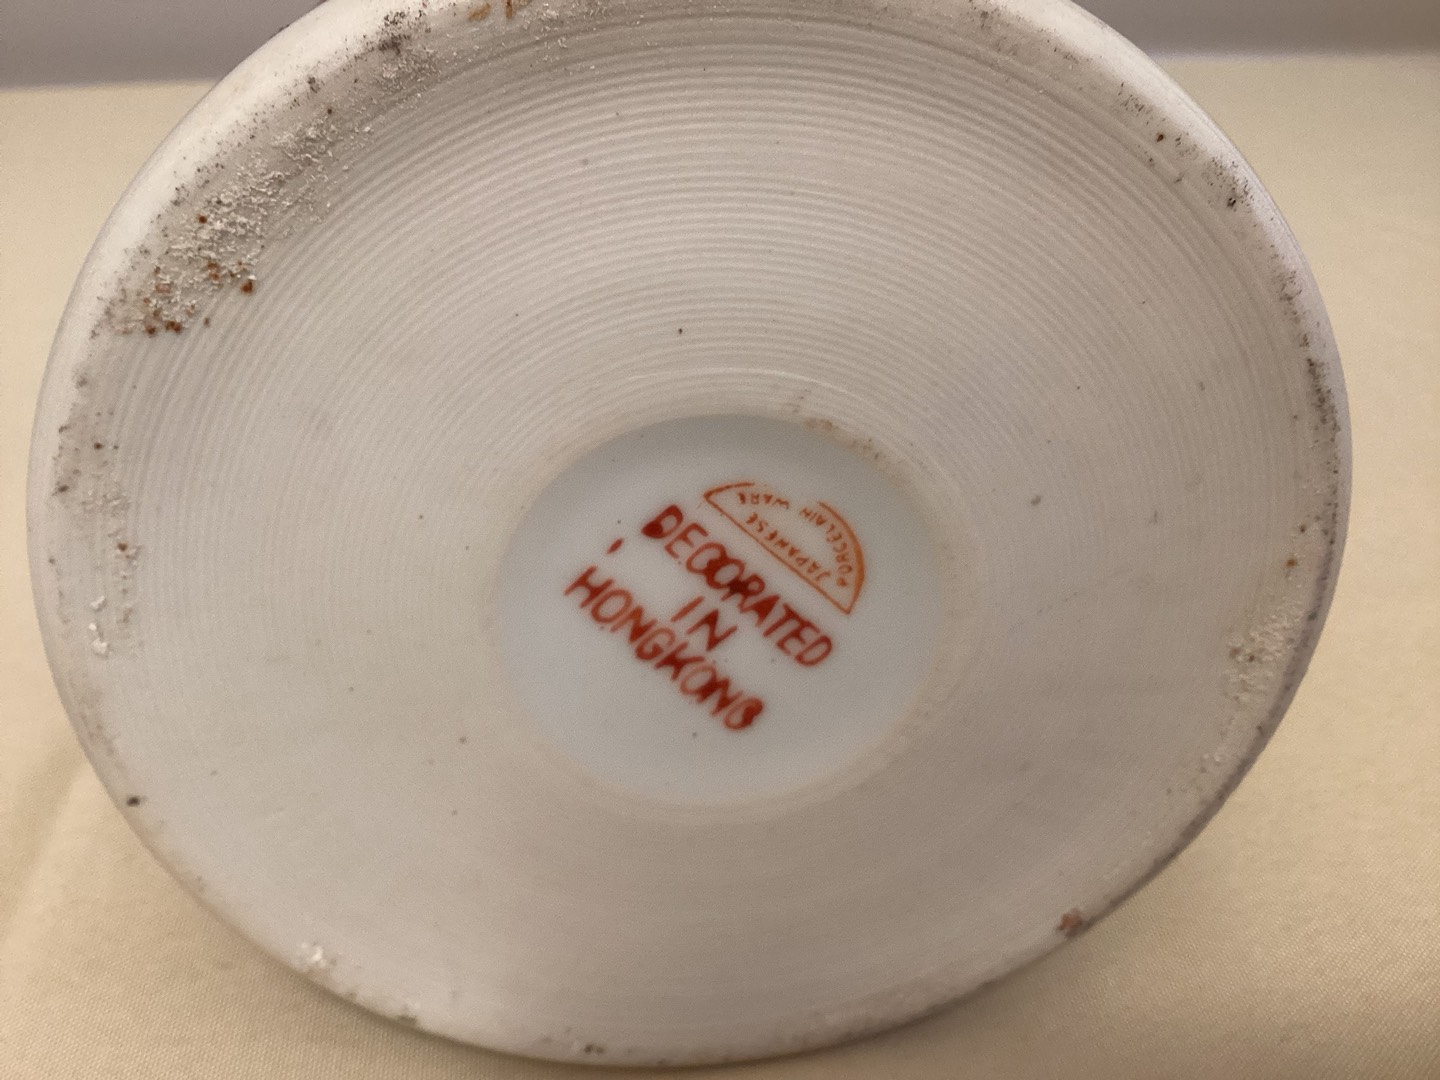 JAPANESE
PORCELAIN WARE
DECORATED
IN
HONGKONG